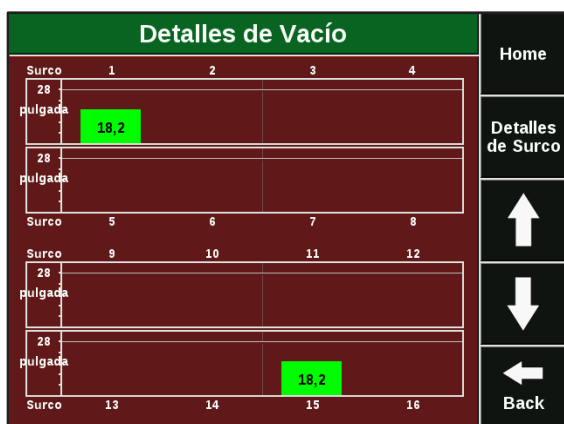 Detalles de Vacío
Home
Surco 1 2 3 4
28
pulgada
18,2
Detalles
de Surco
28
pulgada
Surco 5 6 7 8
Surco 9 10 11 12
28
pulgada
28
pulgada
18,2
Surco 13 14 15 16
Back